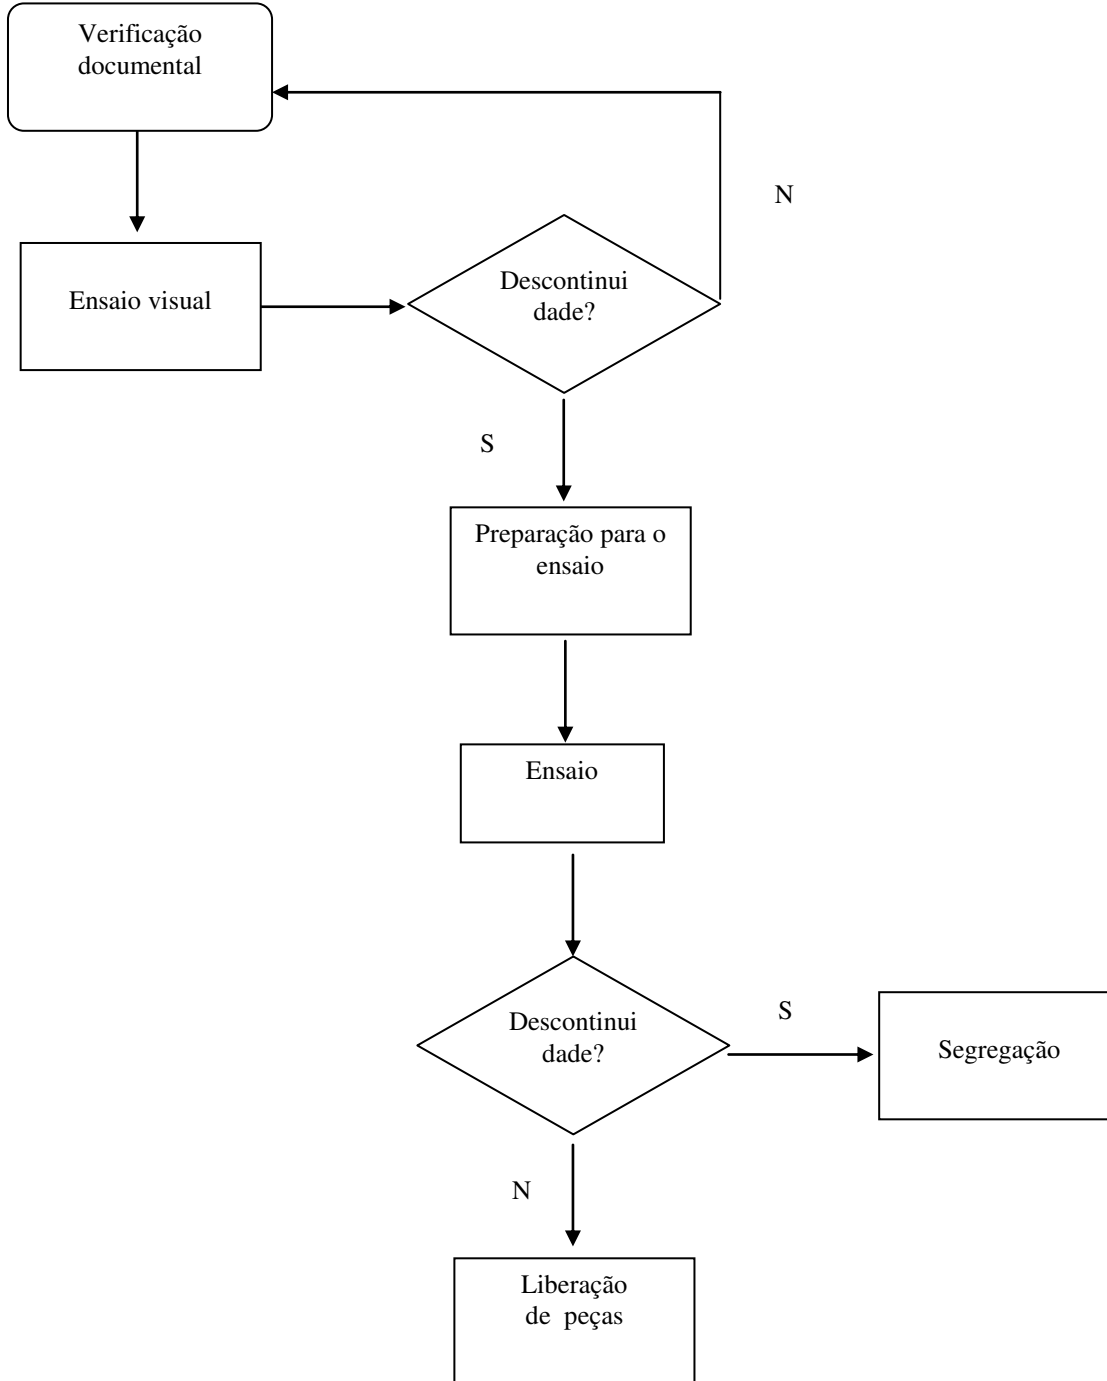 Verificação
documental
N
Ensaio visual
Descontinui
dade?
S
Preparação para o
ensaio
Ensaio
Descontinui
dade?
S
Segregação
N
Liberação
de  peças